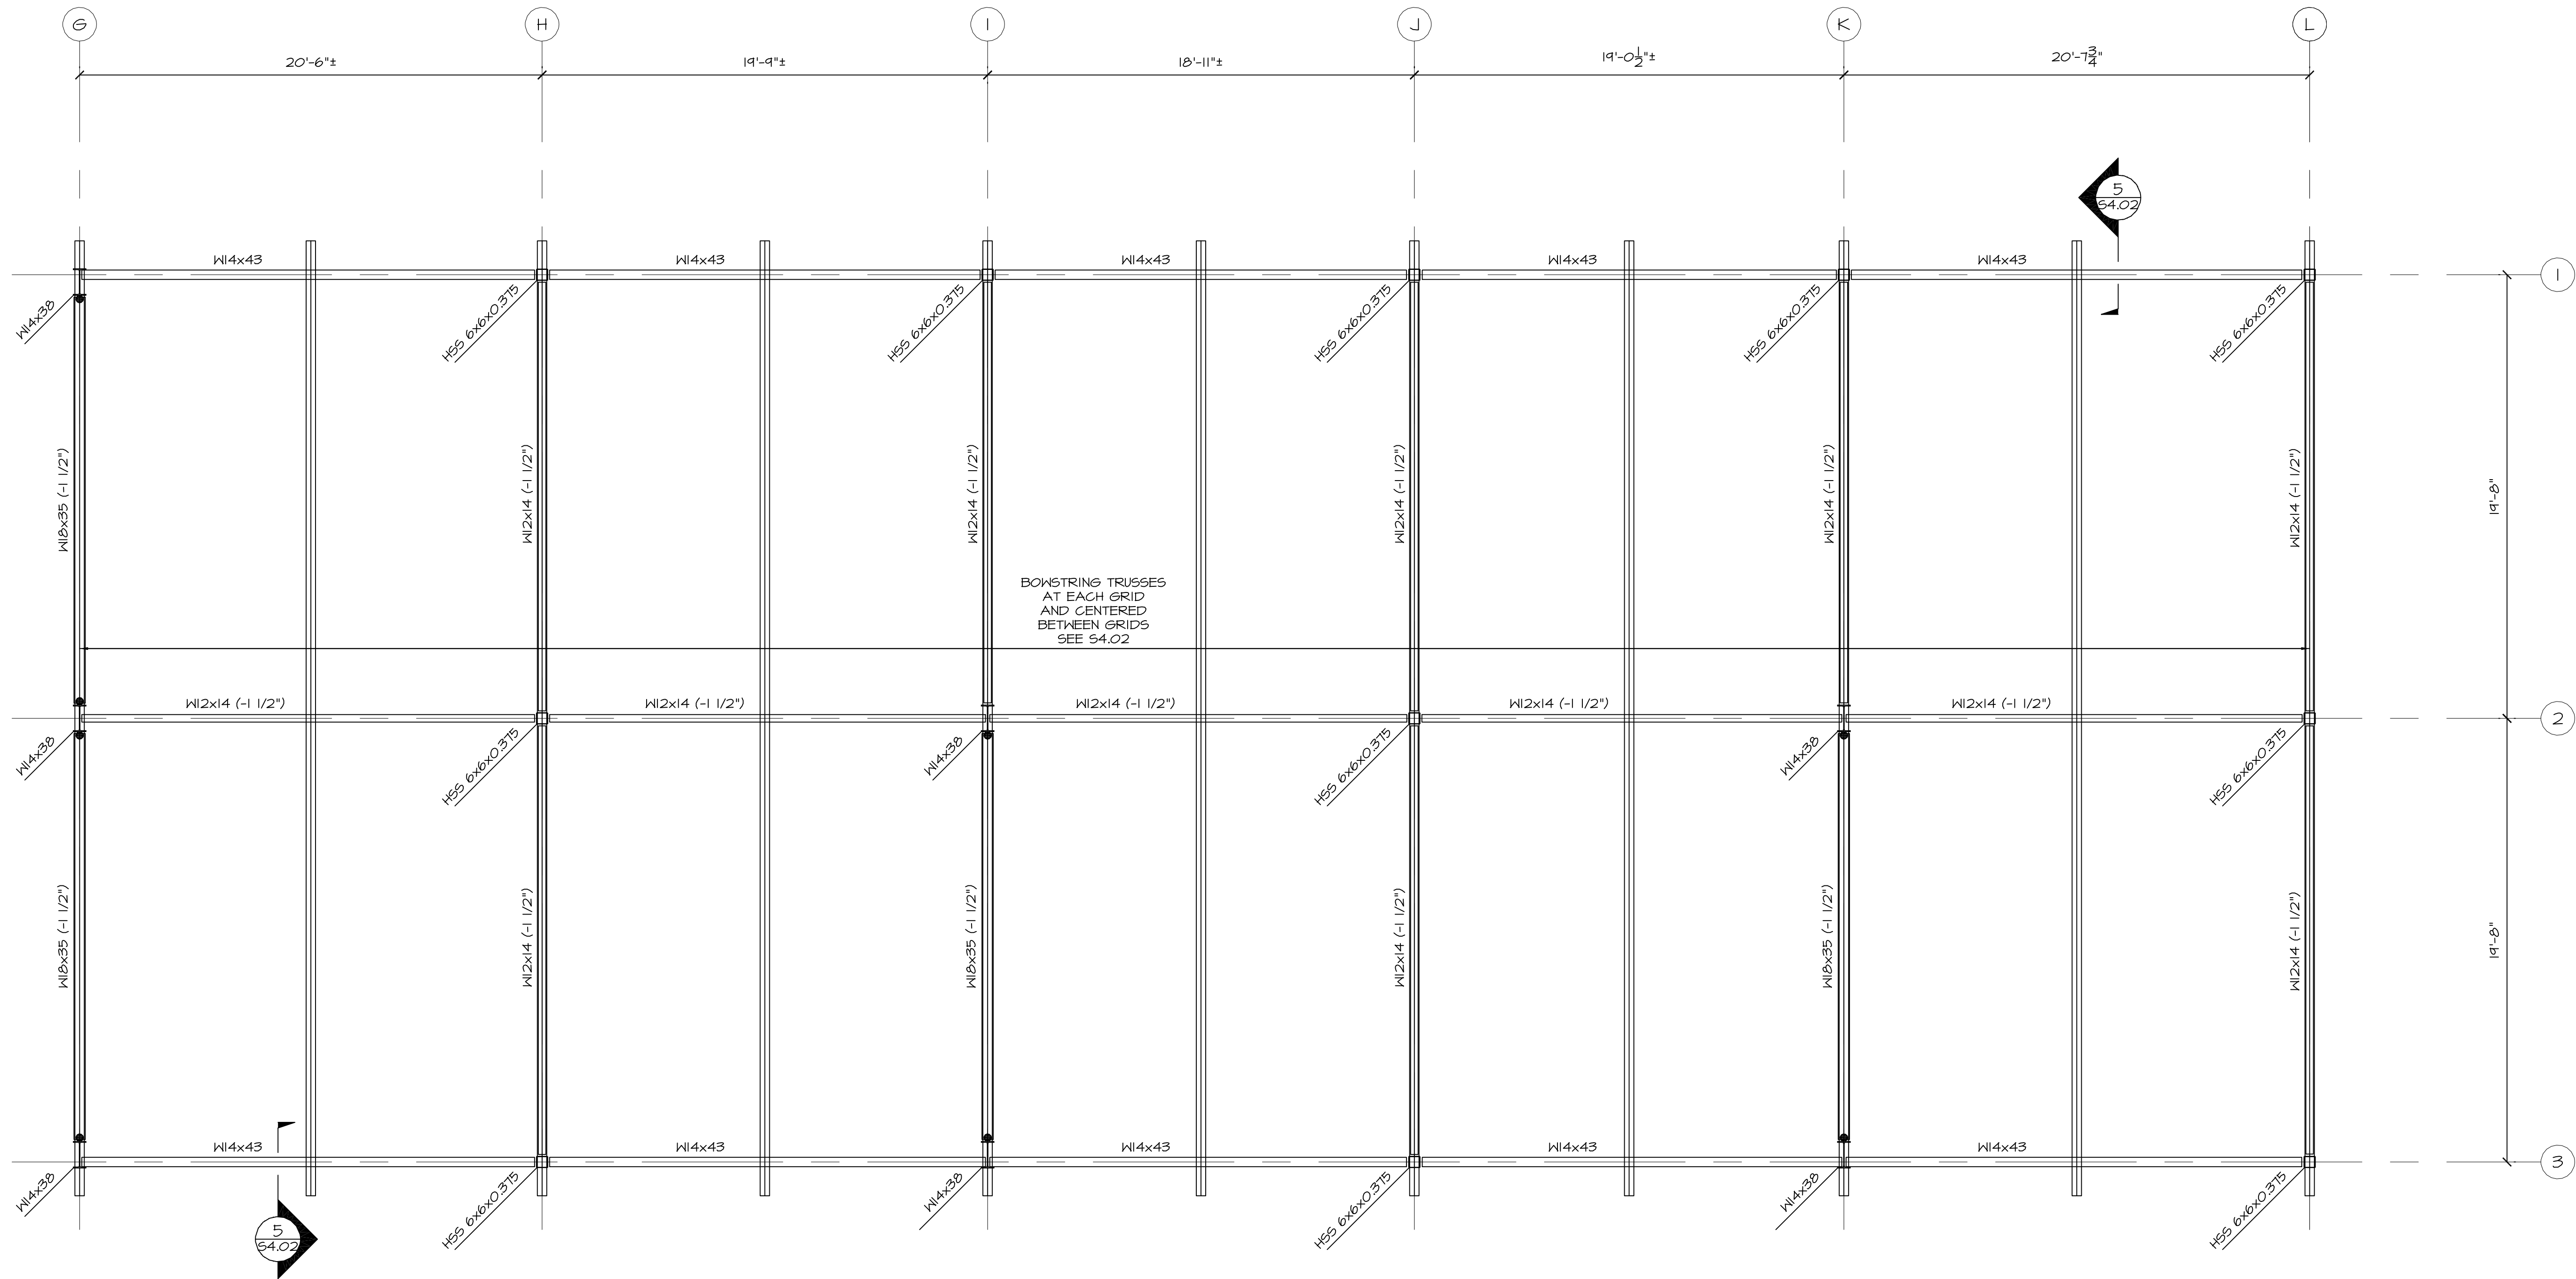 G
H
I
J
K
L
20'-6"±
19'-9"±
18'-11"±
19'-0 1/2"±
20'-7 3/4"
5
S4.02
W14x43
W14x43
W14x43
W14x43
W14x43
1
W14x38
HSS 6x6x0.375
HSS 6x6x0.375
HSS 6x6x0.375
HSS 6x6x0.375
HSS 6x6x0.375
W18x35 (-1 1/2")
W12x14 (-1 1/2")
W12x14 (-1 1/2")
W12x14 (-1 1/2")
W12x14 (-1 1/2")
W12x14 (-1 1/2")
19'-8"
BOWSTRING TRUSSES
AT EACH GRID
AND CENTERED
BETWEEN GRIDS
SEE S4.02
W12x14 (-1 1/2")
W12x14 (-1 1/2")
W12x14 (-1 1/2")
W12x14 (-1 1/2")
W12x14 (-1 1/2")
2
W14x38
HSS 6x6x0.375
W14x38
HSS 6x6x0.375
W14x38
HSS 6x6x0.375
W18x35 (-1 1/2")
W12x14 (-1 1/2")
W18x35 (-1 1/2")
W12x14 (-1 1/2")
W18x35 (-1 1/2")
W12x14 (-1 1/2")
19'-8"
W14x43
W14x43
W14x43
W14x43
W14x43
3
W14x38
HSS 6x6x0.375
W14x38
HSS 6x6x0.375
W14x38
HSS 6x6x0.375
5
S4.02